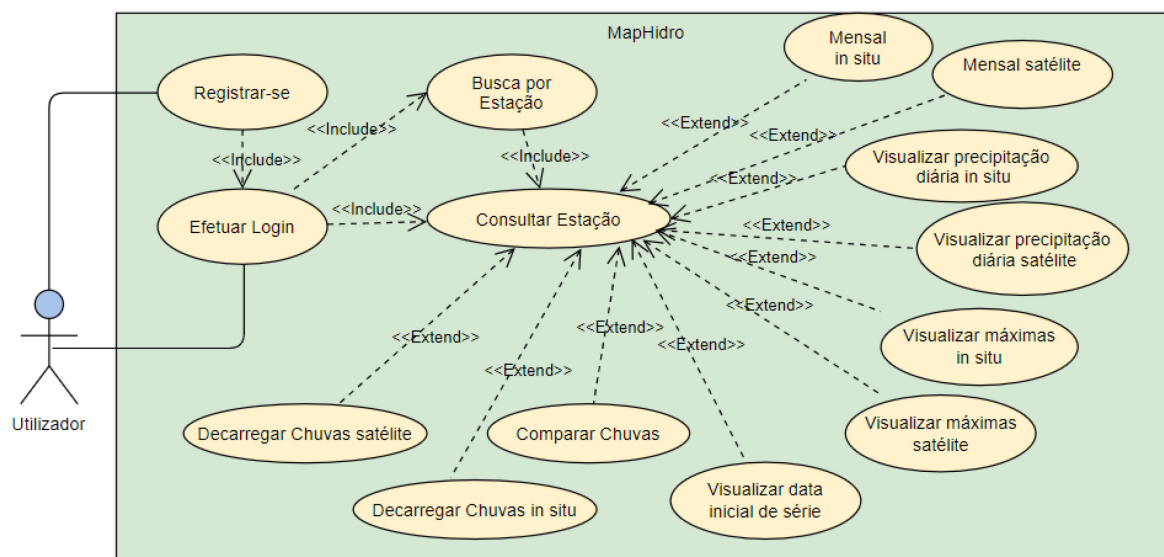 MapHidro
Mensal
in situ
Mensal satélite
Registrar-se
Busca por
Estação
<<Include>>
<<Extend>>
<<Extend>>
<<Include>>
<<Include>>
Visualizar precipitação
diária in situ
<<Extend>>
Efetuar Login
<<Include>>
Consultar Estação
<<Extend>>
Visualizar precipitação
diária satélite
<<Extend>>
<<Extend>>
<<Extend>>
<<Extend>>
<<Extend>>
Visualizar máximas
in situ
<<Extend>>
Utilizador
Decarregar Chuvas satélite
Comparar Chuvas
Visualizar máximas
satélite
Decarregar Chuvas in situ
Visualizar data
inicial de série